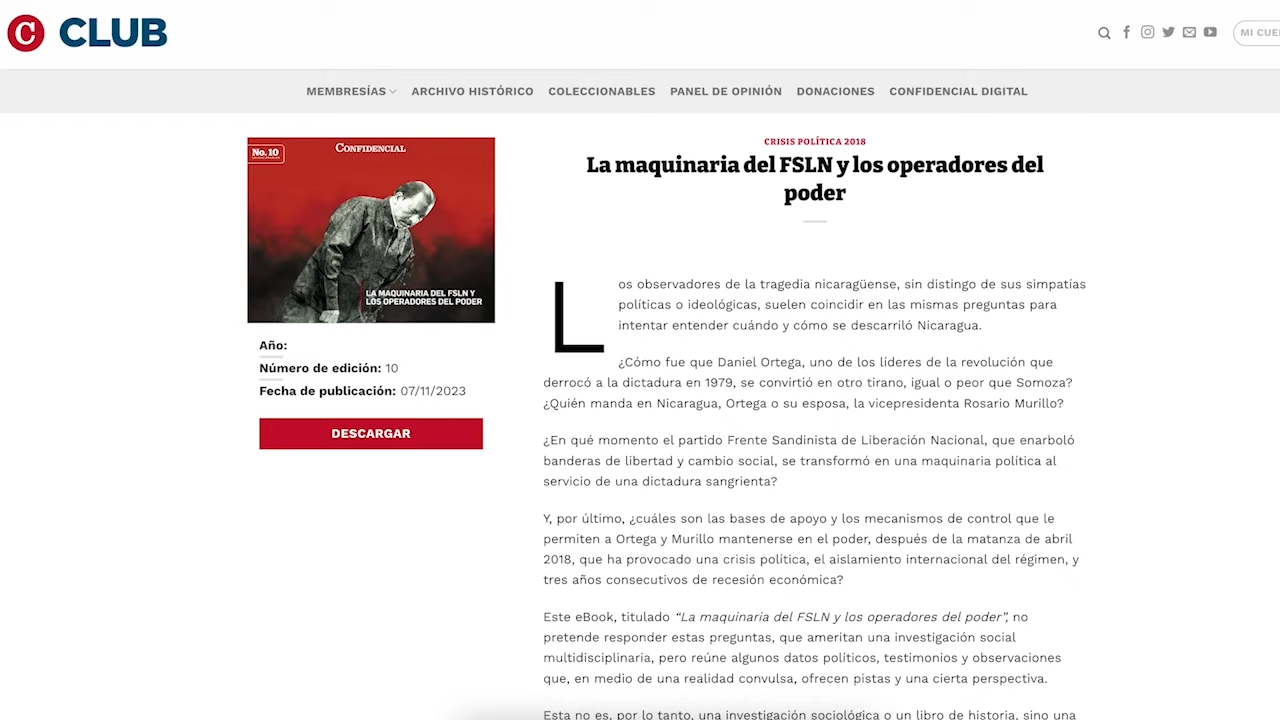 C CLUB
MI CUE
MEMBRESÍAS ARCHIVO HISTÓRICO COLECCIONABLES PANEL DE OPINIÓN DONACIONES CONFIDENCIAL DIGITAL
No. 10
CONFIDENCIAL
LA MAQUINARIA DEL FSLN Y
LOS OPERADORES DEL PODER
Año:
Número de edición: 10
Fecha de publicación: 07/11/2023
DESCARGAR
CRISIS POLÍTICA 2018
La maquinaria del FSLN y los operadores del
poder
Los observadores de la tragedia nicaragüense, sin distingo de sus simpatías
políticas o ideológicas, suelen coincidir en las mismas preguntas para
intentar entender cuándo y cómo se descarriló Nicaragua.
¿Cómo fue que Daniel Ortega, uno de los líderes de la revolución que
derrocó a la dictadura en 1979, se convirtió en otro tirano, igual o peor que Somoza?
¿Quién manda en Nicaragua, Ortega o su esposa, la vicepresidenta Rosario Murillo?
¿En qué momento el partido Frente Sandinista de Liberación Nacional, que enarboló
banderas de libertad y cambio social, se transformó en una maquinaria política al
servicio de una dictadura sangrienta?
Y, por último, ¿cuáles son las bases de apoyo y los mecanismos de control que le
permiten a Ortega y Murillo mantenerse en el poder, después de la matanza de abril
2018, que ha provocado una crisis política, el aislamiento internacional del régimen, y
tres años consecutivos de recesión económica?
Este eBook, titulado “La maquinaria del FSLN y los operadores del poder”, no
pretende responder estas preguntas, que ameritan una investigación social
multidisciplinaria, pero reúne algunos datos políticos, testimonios y observaciones
que, en medio de una realidad convulsa, ofrecen pistas y una cierta perspectiva.
Esta no es, por lo tanto, una investigación sociológica o un libro de historia, sino una